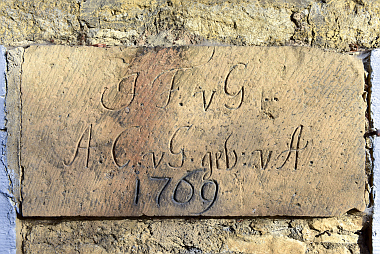 J. F. v G.
A. C. v. G. geb: v. A.
1769